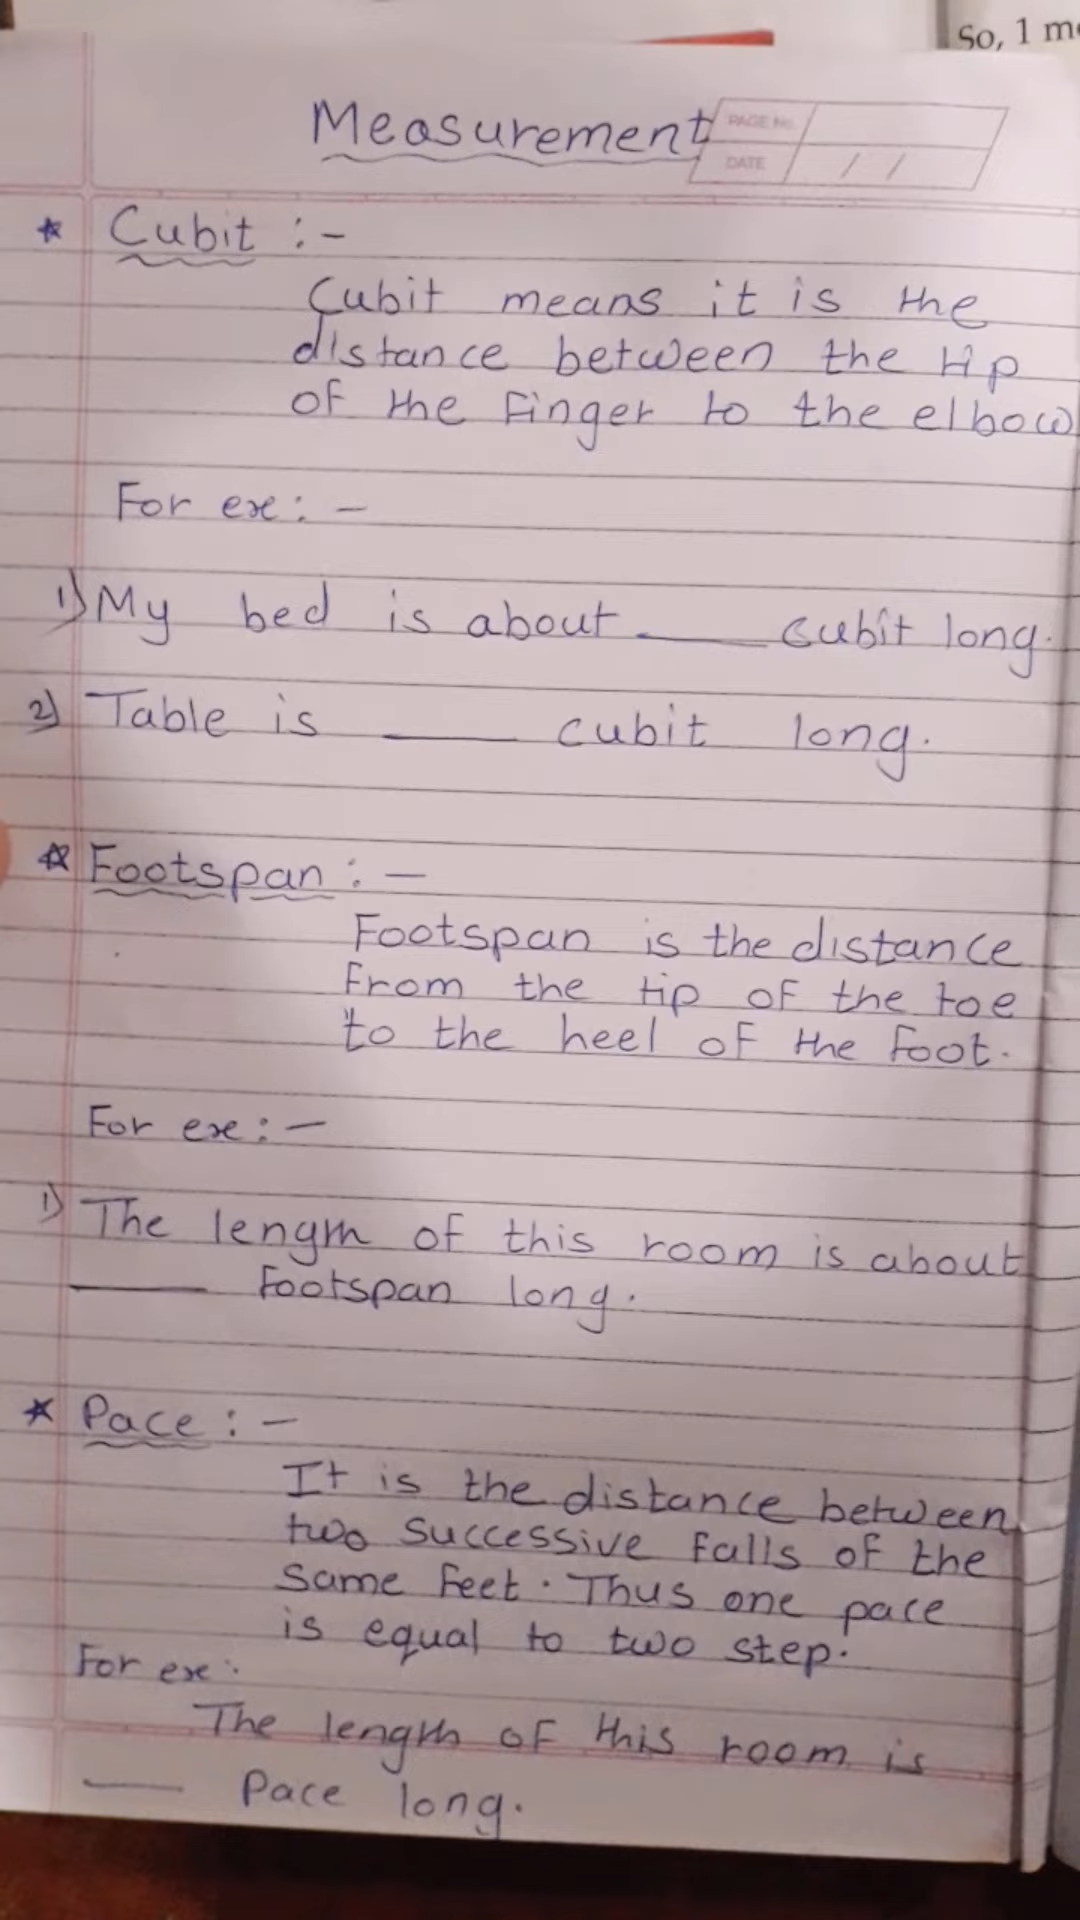 So, 1 m
Measurement
PAGE No.
DATE / /
* Cubit :-
Cubit means it is the
distance between the tip
of the finger to the elbow
For ex: -
1) My bed is about ___ cubit long.
2) Table is ___ cubit long.
* Footspan : -
Footspan is the distance
from the tip of the toe
to the heel of the foot.
For ex: -
1) The length of this room is about
___ footspan long.
* Pace : -
It is the distance between
two successive falls of the
same feet. Thus one pace
is equal to two step.
For ex:
The length of this room is
___ Pace long.